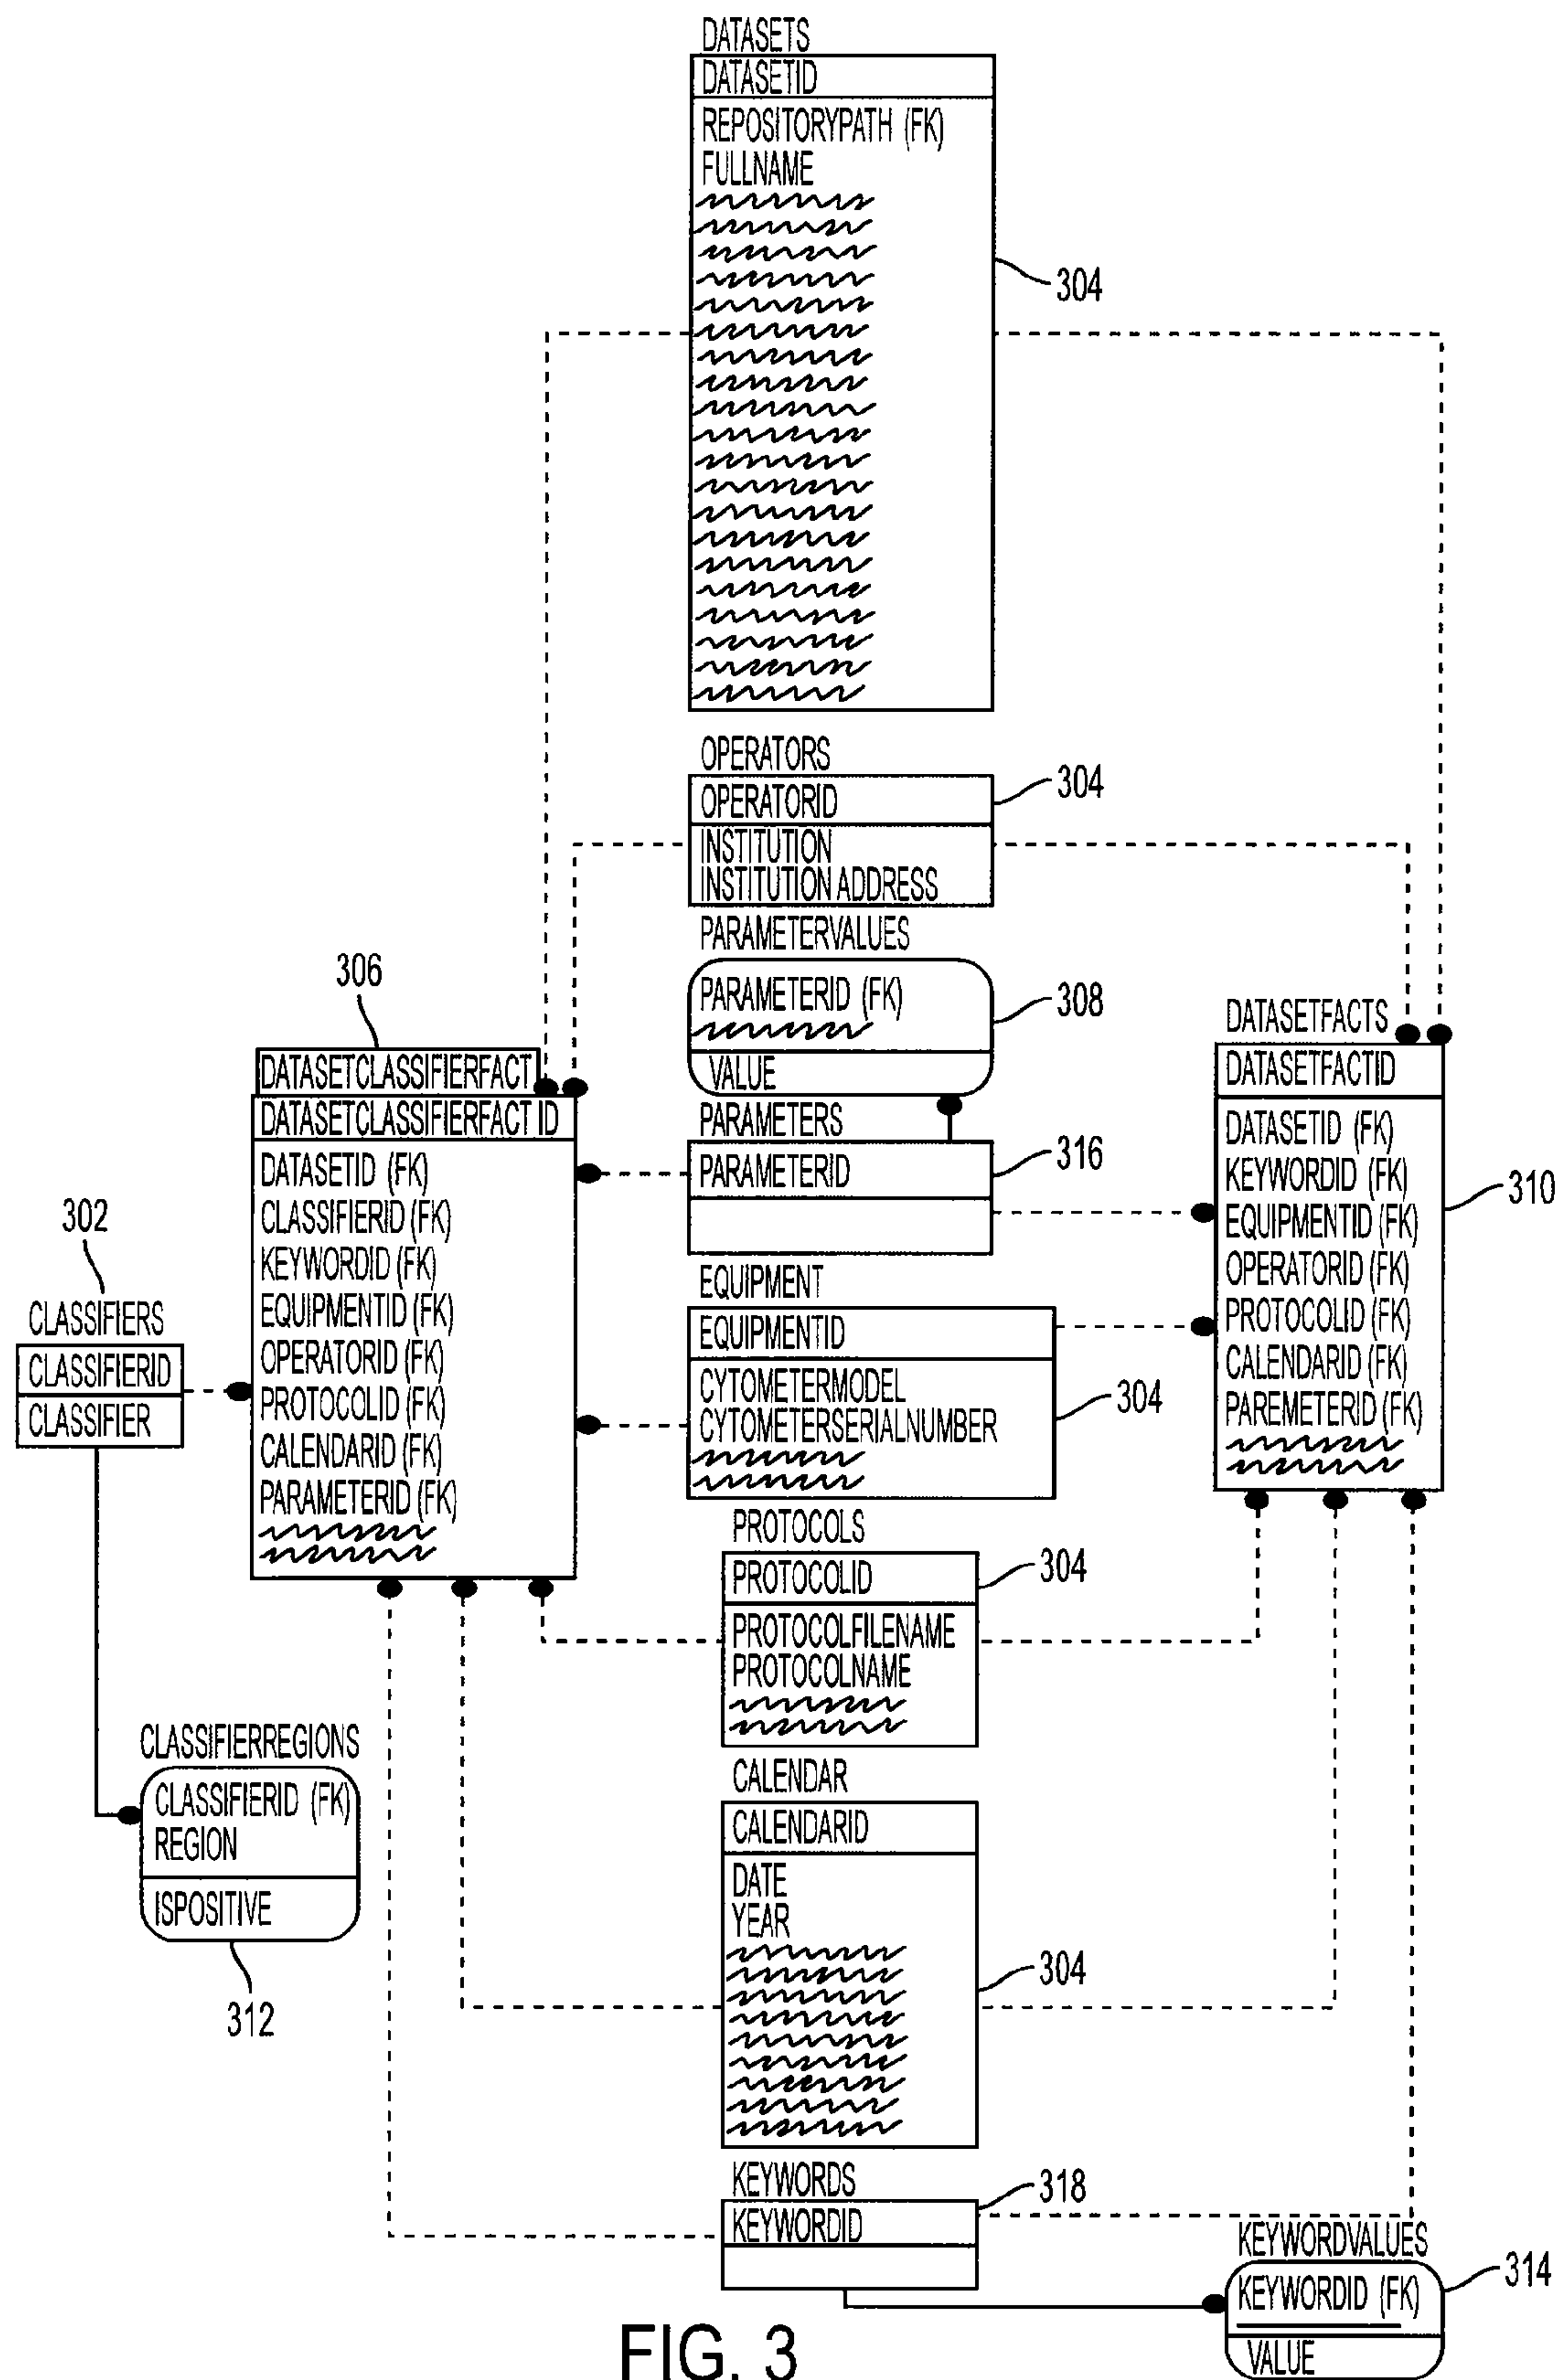 DATASETS
DATASETID
REPOSITORYPATH (FK)
FULLNAME
304
OPERATORS
OPERATORID
304
INSTITUTION
INSTITUTION ADDRESS
PARAMETERVALUES
PARAMETERID (FK)
308
VALUE
PARAMETERS
PARAMETERID
316
EQUIPMENT
EQUIPMENTID
CYTOMETERMODEL
CYTOMETERSERIALNUMBER
304
PROTOCOLS
PROTOCOLID
304
PROTOCOLFILENAME
PROTOCOLNAME
CALENDAR
CALENDARID
DATE
YEAR
304
KEYWORDS
KEYWORDID
318
306
DATASETCLASSIFIERFACT
DATASETCLASSIFIERFACT ID
DATASETID (FK)
CLASSIFIERID (FK)
KEYWORDID (FK)
EQUIPMENTID (FK)
OPERATORID (FK)
PROTOCOLID (FK)
CALENDARID (FK)
PARAMETERID (FK)
302
CLASSIFIERS
CLASSIFIERID
CLASSIFIER
CLASSIFIERREGIONS
CLASSIFIERID (FK)
REGION
ISPOSITIVE
312
DATASETFACTS
DATASETFACTID
DATASETID (FK)
KEYWORDID (FK)
EQUIPMENTID (FK)
OPERATORID (FK)
PROTOCOLID (FK)
CALENDARID (FK)
PAREMETERID (FK)
310
KEYWORDVALUES
KEYWORDID (FK)
VALUE
314
FIG. 3